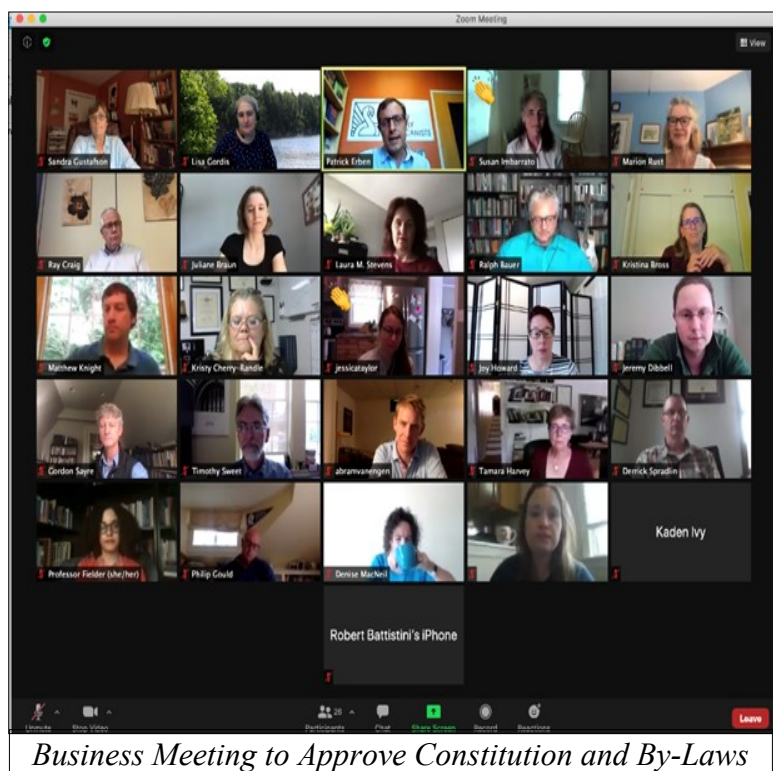 Zoom Meeting
View
Sandra Gustafson
Lisa Gordis
Patrick Erben
Susan Imbarrato
Marion Rust
Ray Craig
Juliane Braun
Laura M. Stevens
Ralph Bauer
Kristina Bross
Matthew Knight
Kristy Cherry-Randle
jessicataylor
Joy Howard
Jeremy Dibbell
Gordon Sayre
Timothy Sweet
abramvanengen
Tamara Harvey
Derrick Spradlin
Professor Fielder (she/her)
Philip Gould
Denise MacNeil
Kaden Ivy
Robert Battistini's iPhone
26
Unmute
Stop Video
Participants
Chat
Share Screen
Record
Reactions
Leave
Business Meeting to Approve Constitution and By-Laws